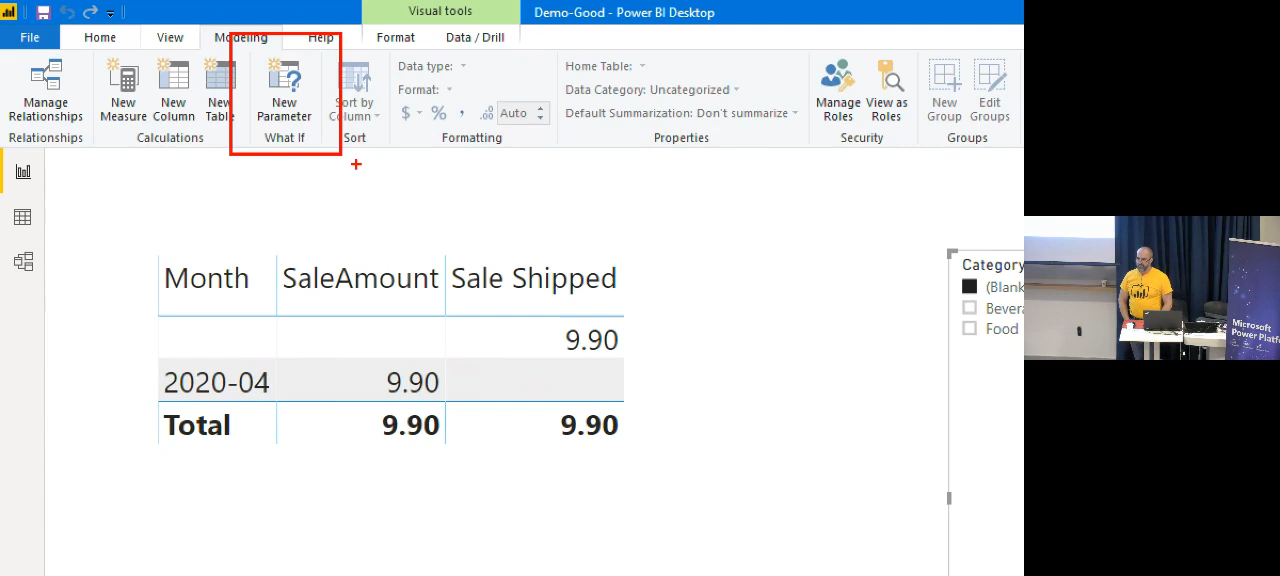 Visual tools
Demo-Good - Power BI Desktop
File
Home
View
Modeling
Help
Format
Data / Drill
Manage
Relationships
Relationships
New
Measure
New
Column
New
Table
Calculations
New
Parameter
What If
Sort by
Column
Sort
Data type:
Format:
$ % , .00 Auto
Formatting
Home Table:
Data Category: Uncategorized
Default Summarization: Don't summarize
Properties
Manage
Roles
View as
Roles
Security
New
Group
Edit
Groups
Groups
Month SaleAmount Sale Shipped
9.90
2020-04 9.90
Total 9.90 9.90
Category
(Blank
Bevera
Food
Microsoft
Power Platf